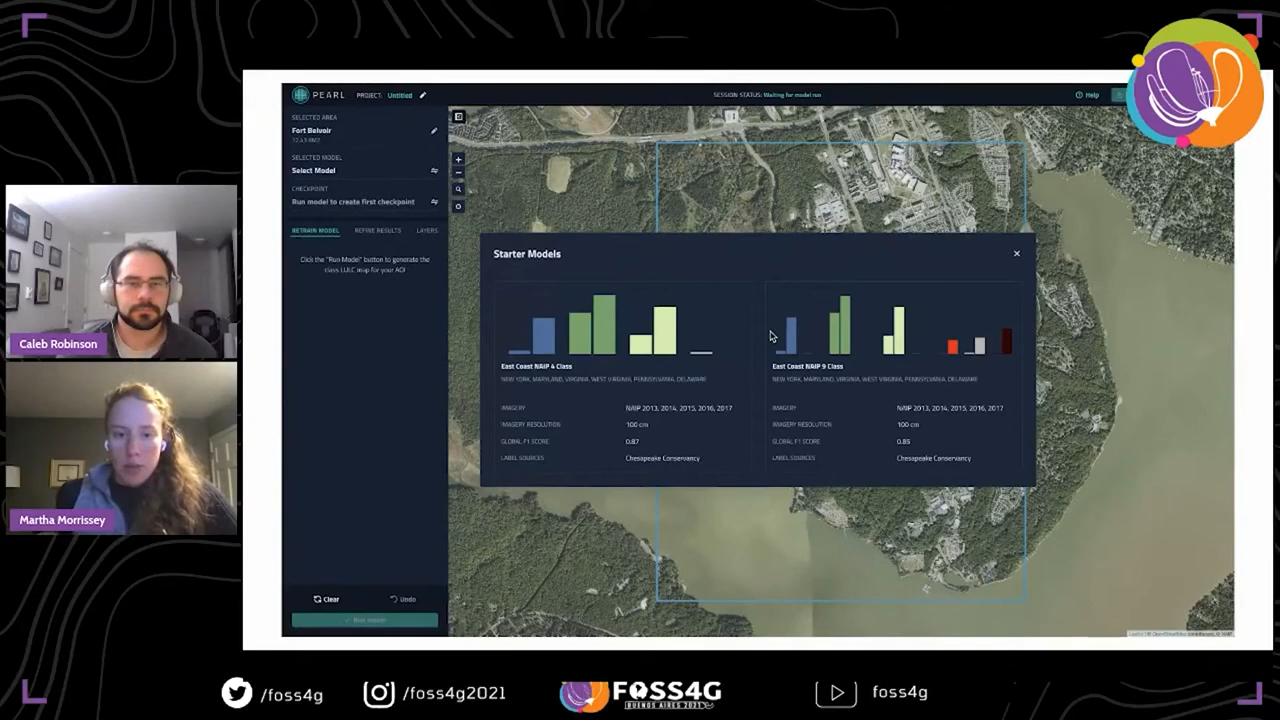 PEARL
PROJECT: Untitled
SESSION STATUS: Waiting for model run
Help
SELECTED AREA
Fort Belvoir
SELECTED MODEL
Select Model
CHECKPOINT
Run model to create first checkpoint
RETRAIN MODEL
REFINE RESULTS
LAYERS
Click the "Run Model" button to generate the
class LULC map for your AOI
Starter Models
East Coast NAIP 4 Class
NEW YORK, MARYLAND, VIRGINIA, WEST VIRGINIA, PENNSYLVANIA, DELAWARE
IMAGERY
NAIP 2013, 2014, 2015, 2016, 2017
IMAGERY RESOLUTION
100 cm
GLOBAL F1 SCORE
0.87
LABEL SOURCES
Chesapeake Conservancy
East Coast NAIP 9 Class
NEW YORK, MARYLAND, VIRGINIA, WEST VIRGINIA, PENNSYLVANIA, DELAWARE
IMAGERY
NAIP 2013, 2014, 2015, 2016, 2017
IMAGERY RESOLUTION
100 cm
GLOBAL F1 SCORE
0.85
LABEL SOURCES
Chesapeake Conservancy
Clear
Undo
Run model
Caleb Robinson
Martha Morrissey
/foss4g
/foss4g2021
FOSS4G
BUENOS AIRES 2021
foss4g